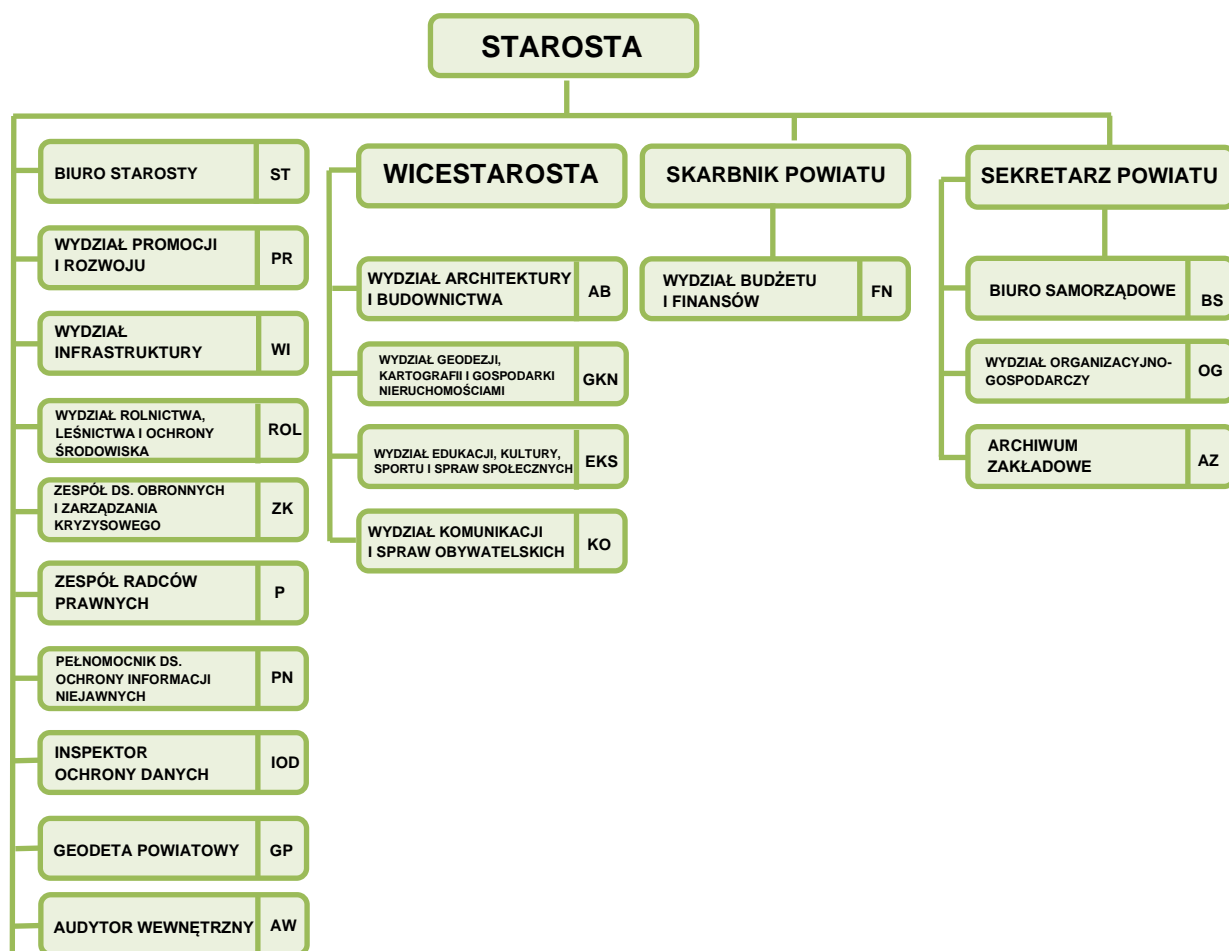 STAROSTA
BIURO STAROSTY
ST
WYDZIAŁ PROMOCJI
I ROZWOJU
PR
WYDZIAŁ
INFRASTRUKTURY
WI
WYDZIAŁ ROLNICTWA,
LEŚNICTWA I OCHRONY
ŚRODOWISKA
ROL
ZESPÓŁ DS. OBRONNYCH
I ZARZĄDZANIA
KRYZYSOWEGO
ZK
ZESPÓŁ RADCÓW
PRAWNYCH
P
PEŁNOMOCNIK DS.
OCHRONY INFORMACJI
NIEJAWNYCH
PN
INSPEKTOR
OCHRONY DANYCH
IOD
GEODETA POWIATOWY
GP
AUDYTOR WEWNĘTRZNY
AW
WICESTAROSTA
WYDZIAŁ ARCHITEKTURY
I BUDOWNICTWA
AB
WYDZIAŁ GEODEZJI,
KARTOGRAFII I GOSPODARKI
NIERUCHOMOŚCIAMI
GKN
WYDZIAŁ EDUKACJI, KULTURY,
SPORTU I SPRAW SPOŁECZNYCH
EKS
WYDZIAŁ KOMUNIKACJI
I SPRAW OBYWATELSKICH
KO
SKARBNIK POWIATU
WYDZIAŁ BUDŻETU
I FINANSÓW
FN
SEKRETARZ POWIATU
BIURO SAMORZĄDOWE
BS
WYDZIAŁ ORGANIZACYJNO-
GOSPODARCZY
OG
ARCHIWUM
ZAKŁADOWE
AZ